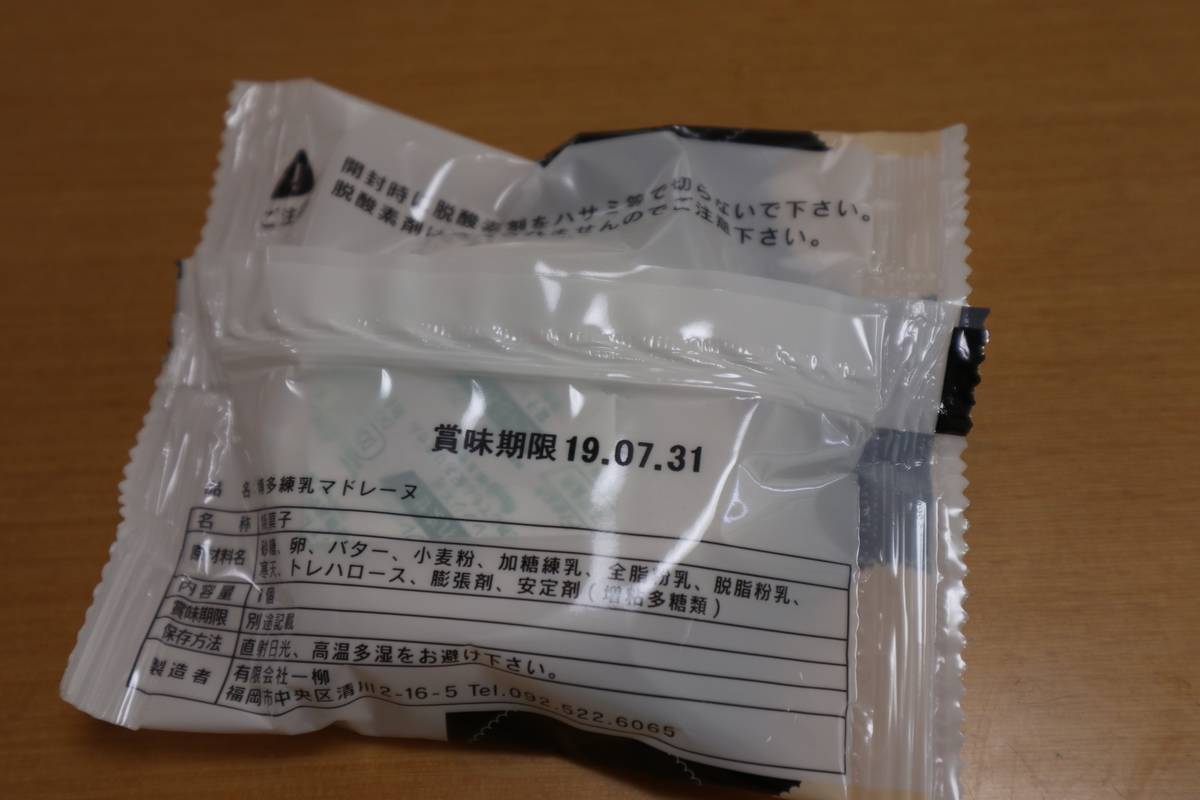 ご注
開封時に脱酸素剤をハサミ等で切らないで下さい。
脱酸素剤は せんのでご注意下さい。
賞味期限 19.07.31
品 名 博多練乳マドレーヌ
名 称 焼菓子
原材料名 砂糖、卵、バター、小麦粉、加糖練乳、全脂粉乳、脱脂粉乳、
寒天、トレハロース、膨張剤、安定剤(増粘多糖類)
内容量 個
賞味期限 別途記載
保存方法 直射日光、高温多湿をお避け下さい。
製造者 有限会社一柳
福岡市中央区清川2-16-5 Tel.092.522.6065